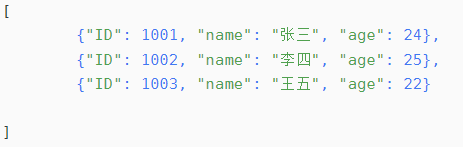 [
{"ID": 1001, "name": "张三", "age": 24},
{"ID": 1002, "name": "李四", "age": 25},
{"ID": 1003, "name": "王五", "age": 22}
]